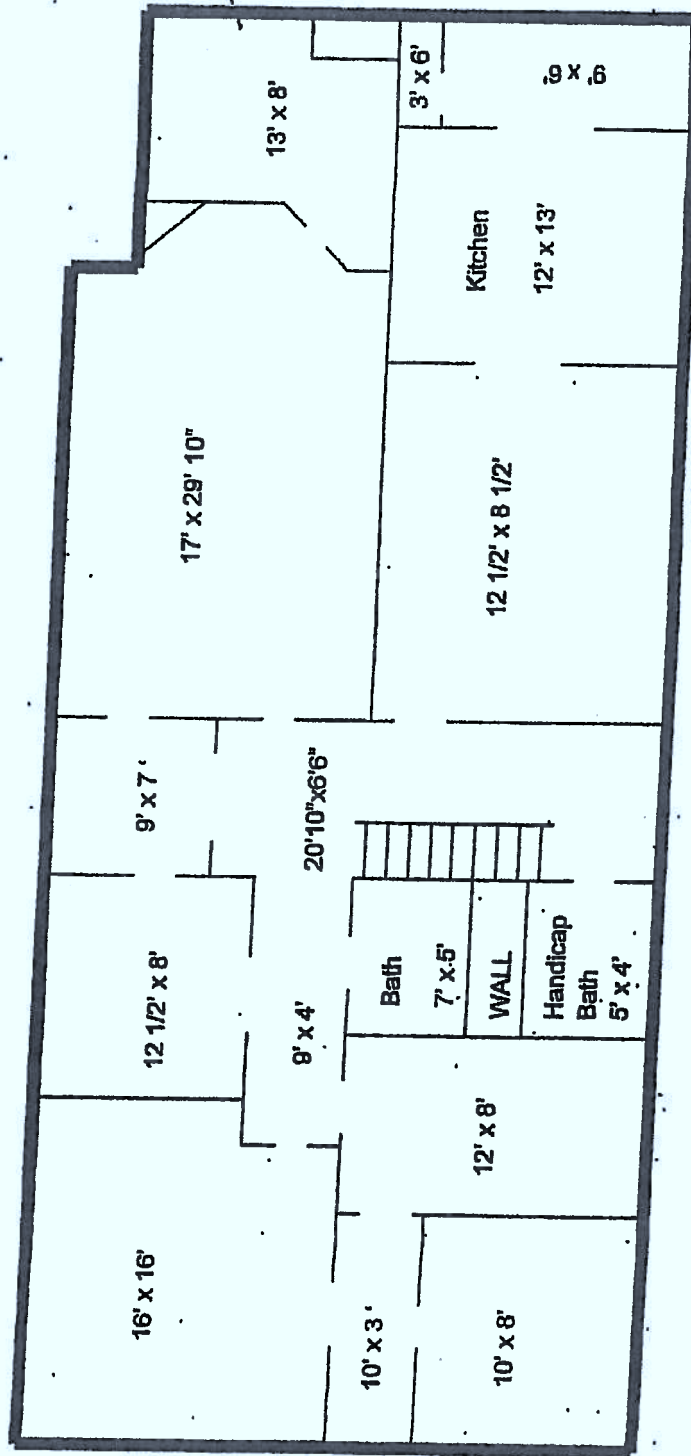 16' x 16'
12 1/2' x 8'
9' x 7'
17' x 29' 10"
13' x 8'
9' x 4'
20'10"x6'6"
3' x 6'
10' x 3'
Bath
7' x 5'
WALL
Handicap
Bath
5' x 4'
12' x 8'
10' x 8'
12 1/2' x 8 1/2'
Kitchen
12' x 13'
9' x 6'